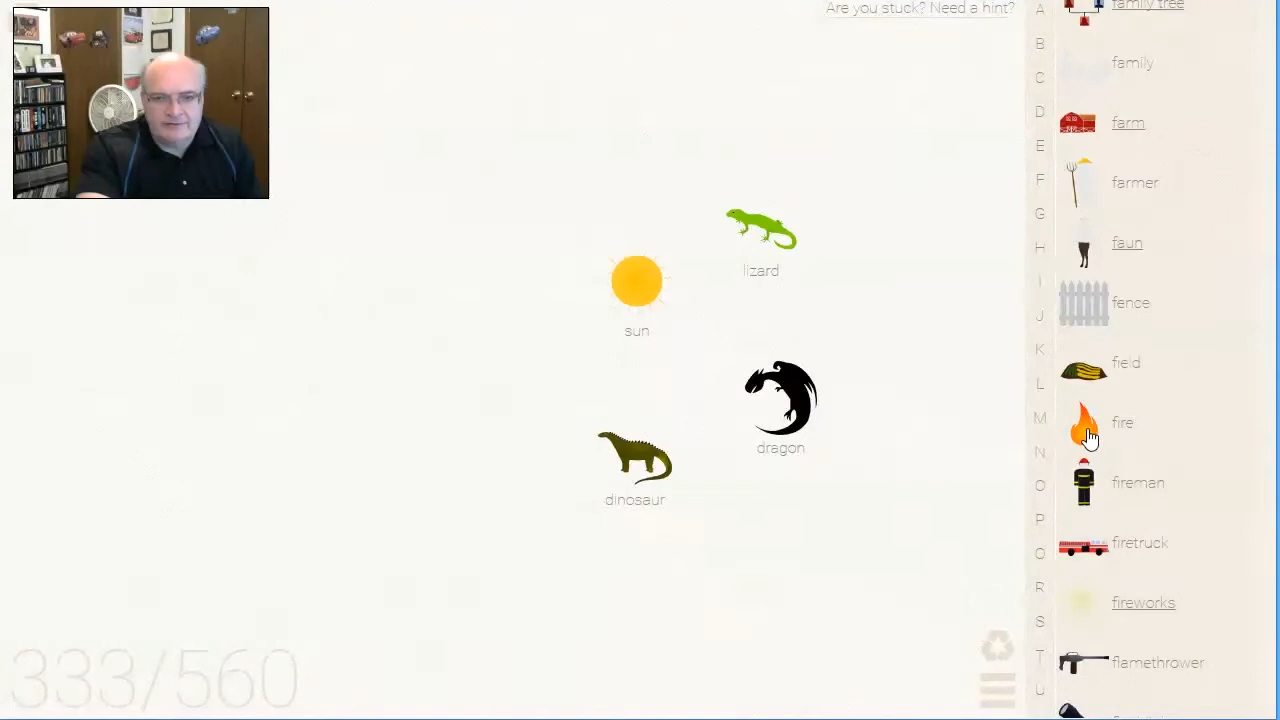 Are you stuck? Need a hint?
A
B
C
D
E
F
G
H
I
J
K
L
M
N
O
P
Q
R
S
T
U
family tree
family
farm
farmer
faun
fence
field
fire
fireman
firetruck
fireworks
flamethrower
lizard
sun
dragon
dinosaur
333/560